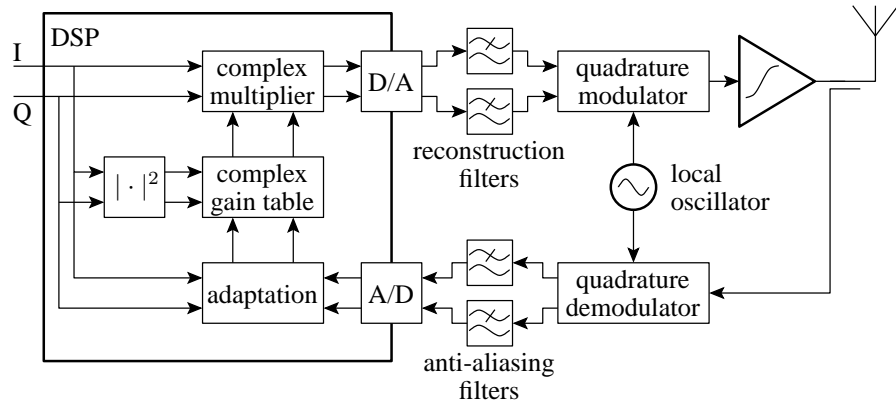 DSP
I
Q
complex
multiplier
D/A
quadrature
modulator
reconstruction
filters
| · |²
complex
gain table
local
oscillator
adaptation
A/D
quadrature
demodulator
anti-aliasing
filters